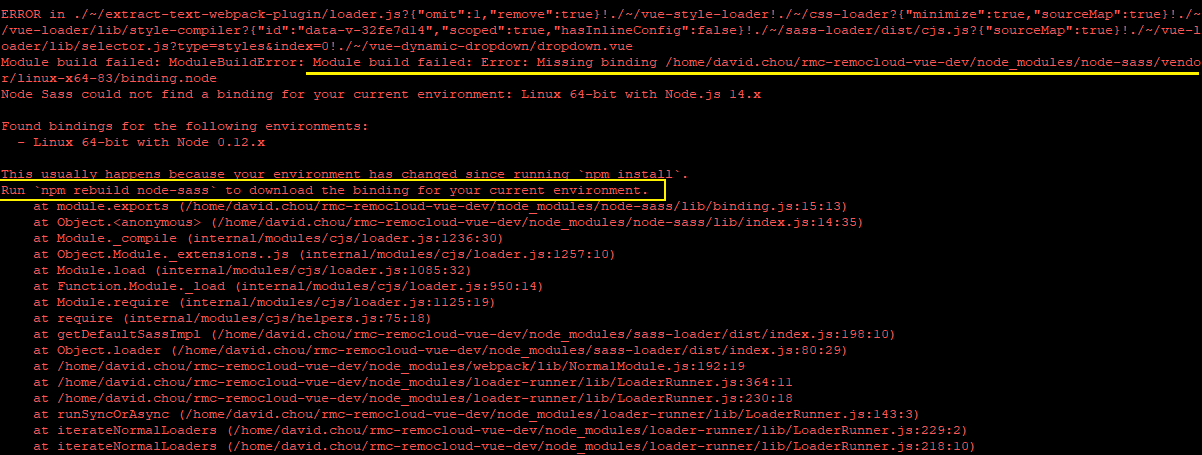 ERROR in ./~/extract-text-webpack-plugin/loader.js?{"omit":1,"remove":true}!./~/vue-style-loader!./~/css-loader?{"minimize":true,"sourceMap":true}!./~
/vue-loader/lib/style-compiler?{"id":"data-v-32fe7d14","scoped":true,"hasInlineConfig":false}!./~/sass-loader/dist/cjs.js?{"sourceMap":true}!./~/vue-l
oader/lib/selector.js?type=styles&index=0!./~/vue-dynamic-dropdown/dropdown.vue
Module build failed: ModuleBuildError: Module build failed: Error: Missing binding /home/david.chou/rmc-remocloud-vue-dev/node_modules/node-sass/vendo
r/linux-x64-83/binding.node
Node Sass could not find a binding for your current environment: Linux 64-bit with Node.js 14.x
Found bindings for the following environments:
- Linux 64-bit with Node 0.12.x
This usually happens because your environment has changed since running `npm install`.
Run `npm rebuild node-sass` to download the binding for your current environment.
at module.exports (/home/david.chou/rmc-remocloud-vue-dev/node_modules/node-sass/lib/binding.js:15:13)
at Object.<anonymous> (/home/david.chou/rmc-remocloud-vue-dev/node_modules/node-sass/lib/index.js:14:35)
at Module._compile (internal/modules/cjs/loader.js:1236:30)
at Object.Module._extensions..js (internal/modules/cjs/loader.js:1257:10)
at Module.load (internal/modules/cjs/loader.js:1085:32)
at Function.Module._load (internal/modules/cjs/loader.js:950:14)
at Module.require (internal/modules/cjs/loader.js:1125:19)
at require (internal/modules/cjs/helpers.js:75:18)
at getDefaultSassImpl (/home/david.chou/rmc-remocloud-vue-dev/node_modules/sass-loader/dist/index.js:198:10)
at Object.loader (/home/david.chou/rmc-remocloud-vue-dev/node_modules/sass-loader/dist/index.js:80:29)
at /home/david.chou/rmc-remocloud-vue-dev/node_modules/webpack/lib/NormalModule.js:192:19
at /home/david.chou/rmc-remocloud-vue-dev/node_modules/loader-runner/lib/LoaderRunner.js:364:11
at /home/david.chou/rmc-remocloud-vue-dev/node_modules/loader-runner/lib/LoaderRunner.js:230:18
at runSyncOrAsync (/home/david.chou/rmc-remocloud-vue-dev/node_modules/loader-runner/lib/LoaderRunner.js:143:3)
at iterateNormalLoaders (/home/david.chou/rmc-remocloud-vue-dev/node_modules/loader-runner/lib/LoaderRunner.js:229:2)
at iterateNormalLoaders (/home/david.chou/rmc-remocloud-vue-dev/node_modules/loader-runner/lib/LoaderRunner.js:218:10)